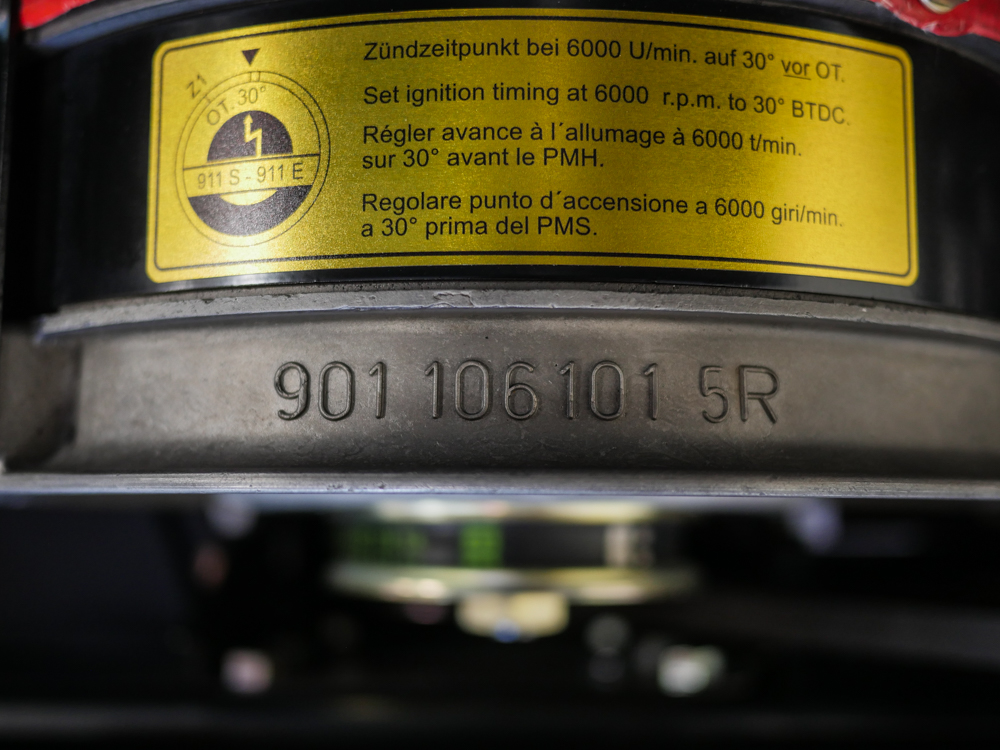 Z1
OT. 30°
911 S - 911 E
Zündzeitpunkt bei 6000 U/min. auf 30° vor OT.
Set ignition timing at 6000 r.p.m. to 30° BTDC.
Régler avance à l´allumage à 6000 t/min.
sur 30° avant le PMH.
Regolare punto d´accensione a 6000 giri/min.
a 30° prima del PMS.
901 106101 5R